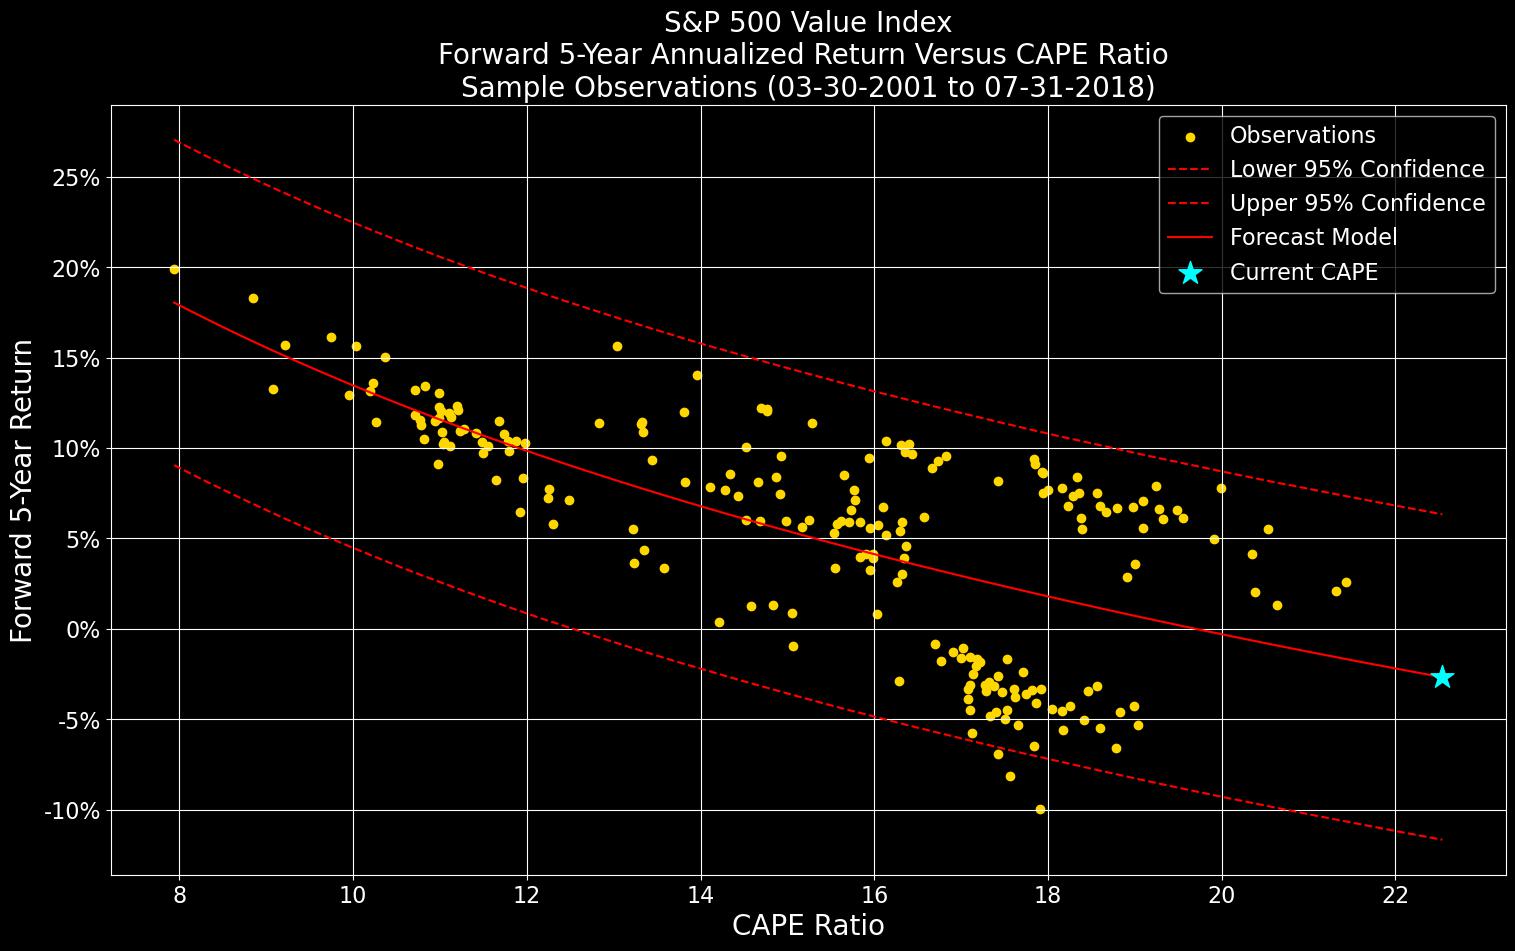 S&P 500 Value Index
Forward 5-Year Annualized Return Versus CAPE Ratio
Sample Observations (03-30-2001 to 07-31-2018)
Observations
Lower 95% Confidence
Upper 95% Confidence
Forecast Model
Current CAPE
Forward 5-Year Return
25%
20%
15%
10%
5%
0%
-5%
-10%
8 10 12 14 16 18 20 22
CAPE Ratio